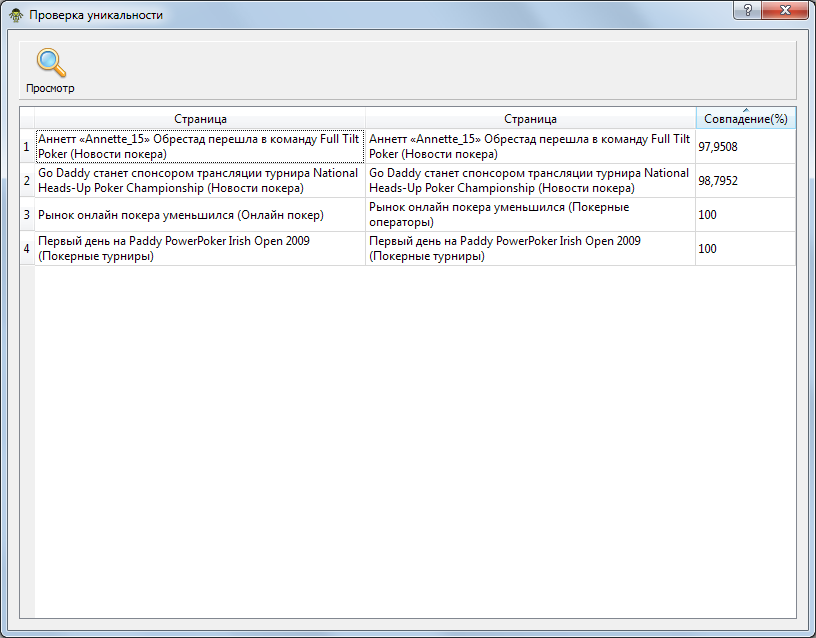 Проверка уникальности
Просмотр
Страница Страница Совпадение(%)
1 Аннетт «Annette_15» Обрестад перешла в команду Full Tilt Аннетт «Annette_15» Обрестад перешла в команду Full Tilt 97,9508
Poker (Новости покера) Poker (Новости покера)
2 Go Daddy станет спонсором трансляции турнира National Go Daddy станет спонсором трансляции турнира National 98,7952
Heads-Up Poker Championship (Новости покера) Heads-Up Poker Championship (Новости покера)
3 Рынок онлайн покера уменьшился (Онлайн покер) Рынок онлайн покера уменьшился (Покерные 100
операторы)
4 Первый день на Paddy PowerPoker Irish Open 2009 Первый день на Paddy PowerPoker Irish Open 2009 100
(Покерные турниры) (Покерные турниры)